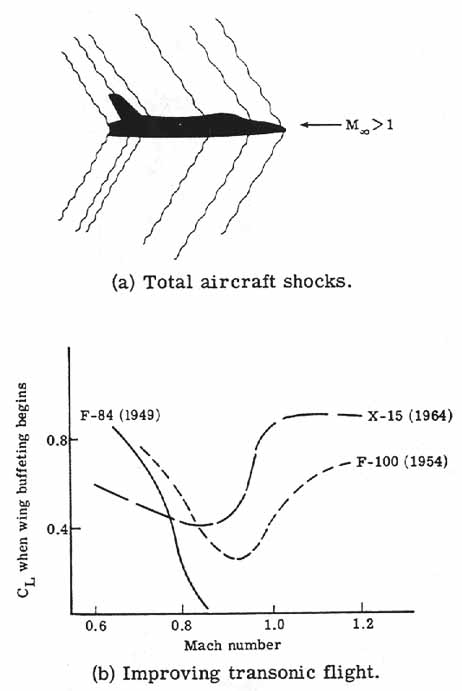 M∞>1
(a) Total aircraft shocks.
CL when wing buffeting begins
F-84 (1949)
X-15 (1964)
F-100 (1954)
0.8
0.4
0.6 0.8 1.0 1.2
Mach number
(b) Improving transonic flight.